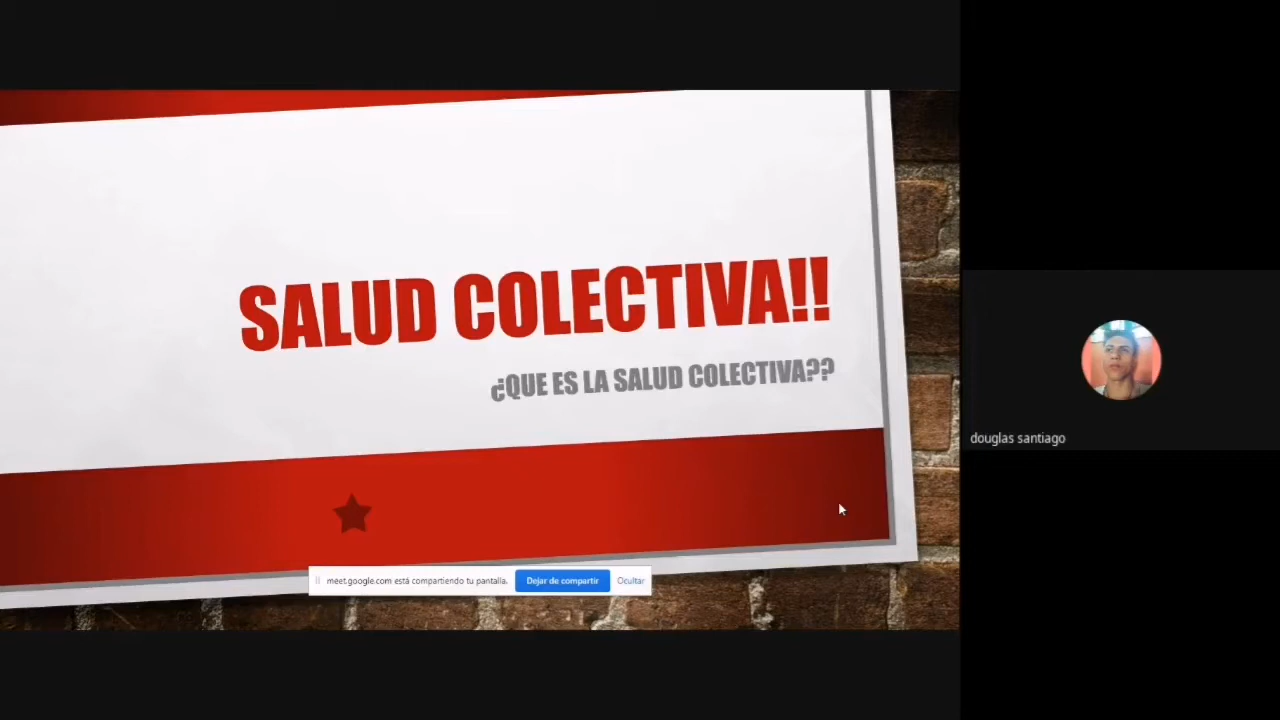 SALUD COLECTIVA!!
¿QUE ES LA SALUD COLECTIVA??
meet.google.com está compartiendo tu pantalla.
Dejar de compartir
Ocultar
douglas santiago